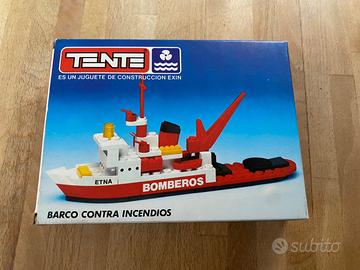 TENTE
ES UN JUGUETE DE CONSTRUCCION EXIN
ETNA
BOMBEROS
BARCO CONTRA INCENDIOS
subito